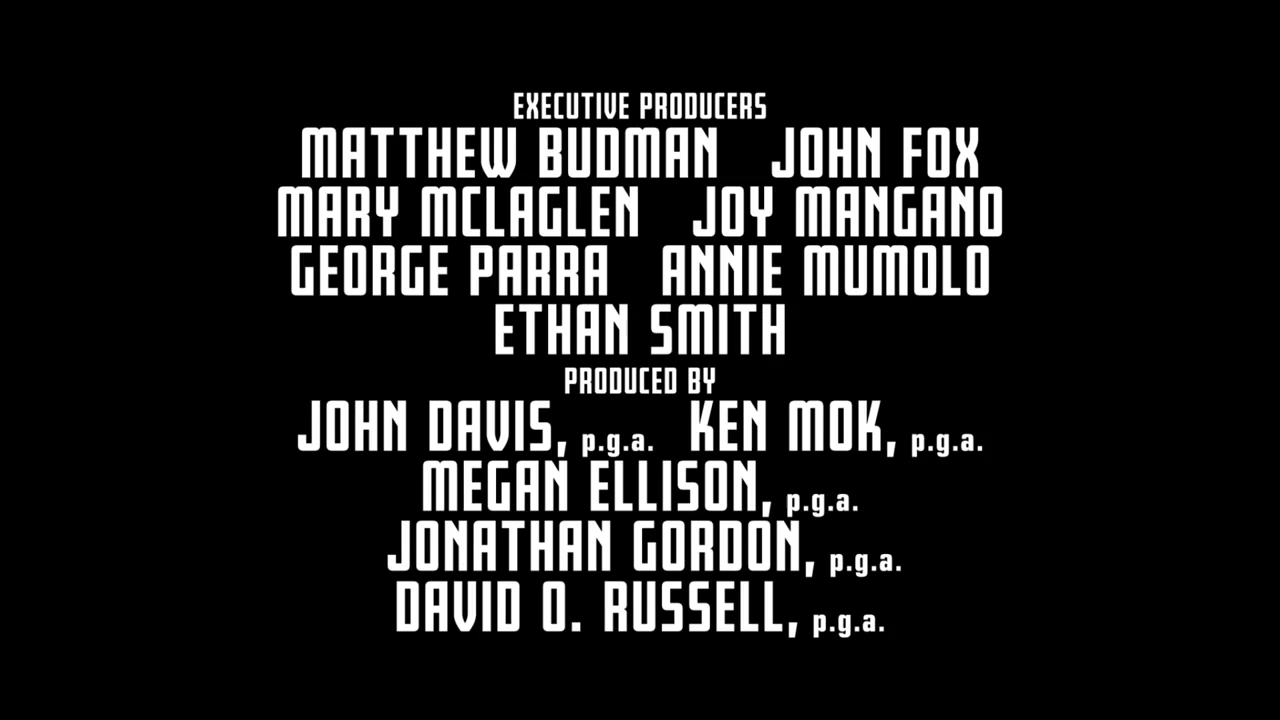 EXECUTIVE PRODUCERS
MATTHEW BUDMAN JOHN FOX
MARY MCLAGLEN JOY MANGANO
GEORGE PARRA ANNIE MUMOLO
ETHAN SMITH
PRODUCED BY
JOHN DAVIS, p.g.a. KEN MOK, p.g.a.
MEGAN ELLISON, p.g.a.
JONATHAN GORDON, p.g.a.
DAVID O. RUSSELL, p.g.a.